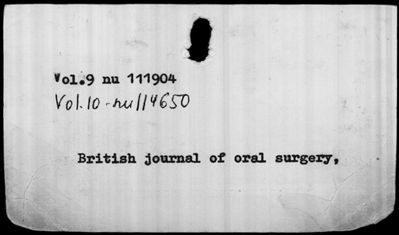 Vol.9 nu 111904
Vol.10-nu114650
British journal of oral surgery,